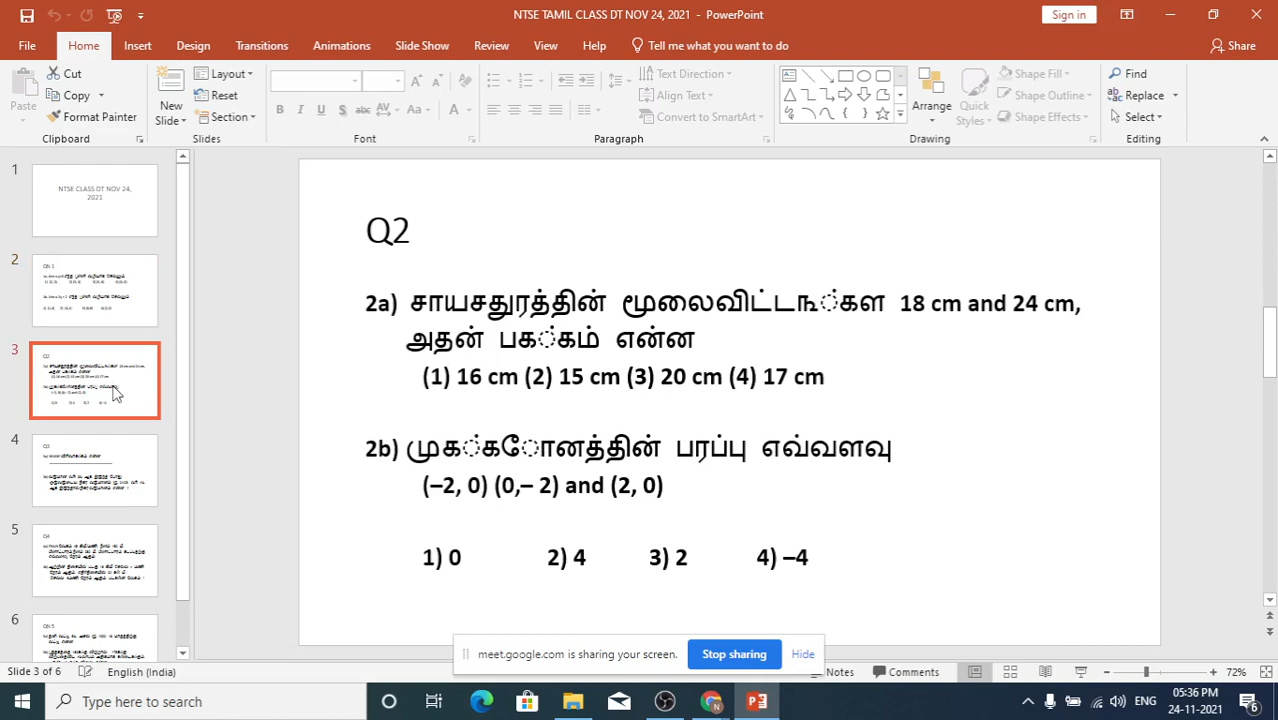 NTSE TAMIL CLASS DT NOV 24, 2021 - PowerPoint
Sign in
File Home Insert Design Transitions Animations Slide Show Review View Help Tell me what you want to do Share
Cut
Copy
Format Painter
Paste
Clipboard
New Slide
Layout
Reset
Section
Slides
Font
Text Direction
Align Text
Convert to SmartArt
Paragraph
Arrange
Quick Styles
Shape Fill
Shape Outline
Shape Effects
Drawing
Find
Replace
Select
Editing
1
NTSE CLASS DT NOV 24, 2021
2
3
4
5
6
Q2
2a) சாயசதுரத்தின் மூலைவிட்டங்கள 18 cm and 24 cm,
அதன் பக்கம் என்ன
(1) 16 cm (2) 15 cm (3) 20 cm (4) 17 cm
2b) முக்கோனத்தின் பரப்பு எவ்வளவு
(–2, 0) (0,– 2) and (2, 0)
1) 0 2) 4 3) 2 4) –4
meet.google.com is sharing your screen. Stop sharing Hide
Slide 3 of 6 English (India) Notes Comments 72%
Type here to search
ENG 05:36 PM
24-11-2021
6